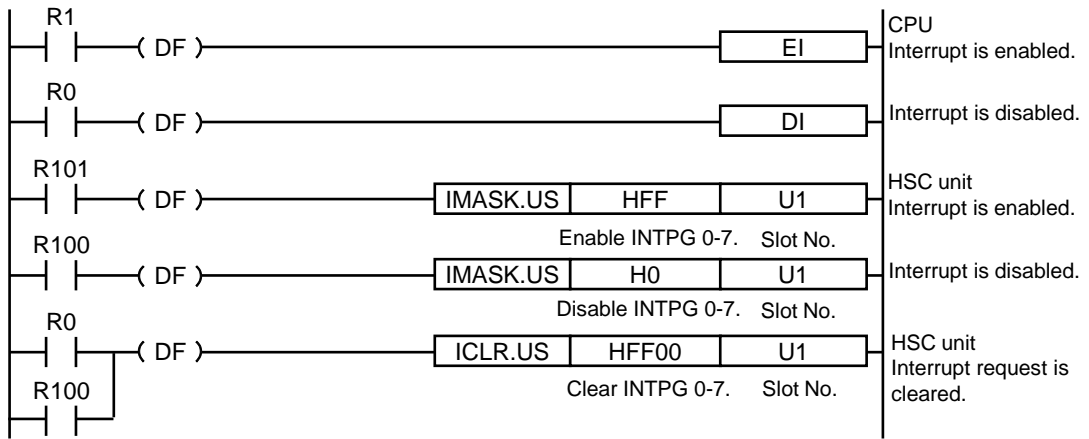 R1
( DF )
EI
CPU
Interrupt is enabled.
R0
( DF )
DI
Interrupt is disabled.
R101
( DF )
IMASK.US HFF U1
HSC unit
Interrupt is enabled.
Enable INTPG 0-7. Slot No.
R100
( DF )
IMASK.US H0 U1
Interrupt is disabled.
Disable INTPG 0-7. Slot No.
R0
( DF )
ICLR.US HFF00 U1
HSC unit
Interrupt request is
cleared.
Clear INTPG 0-7. Slot No.
R100